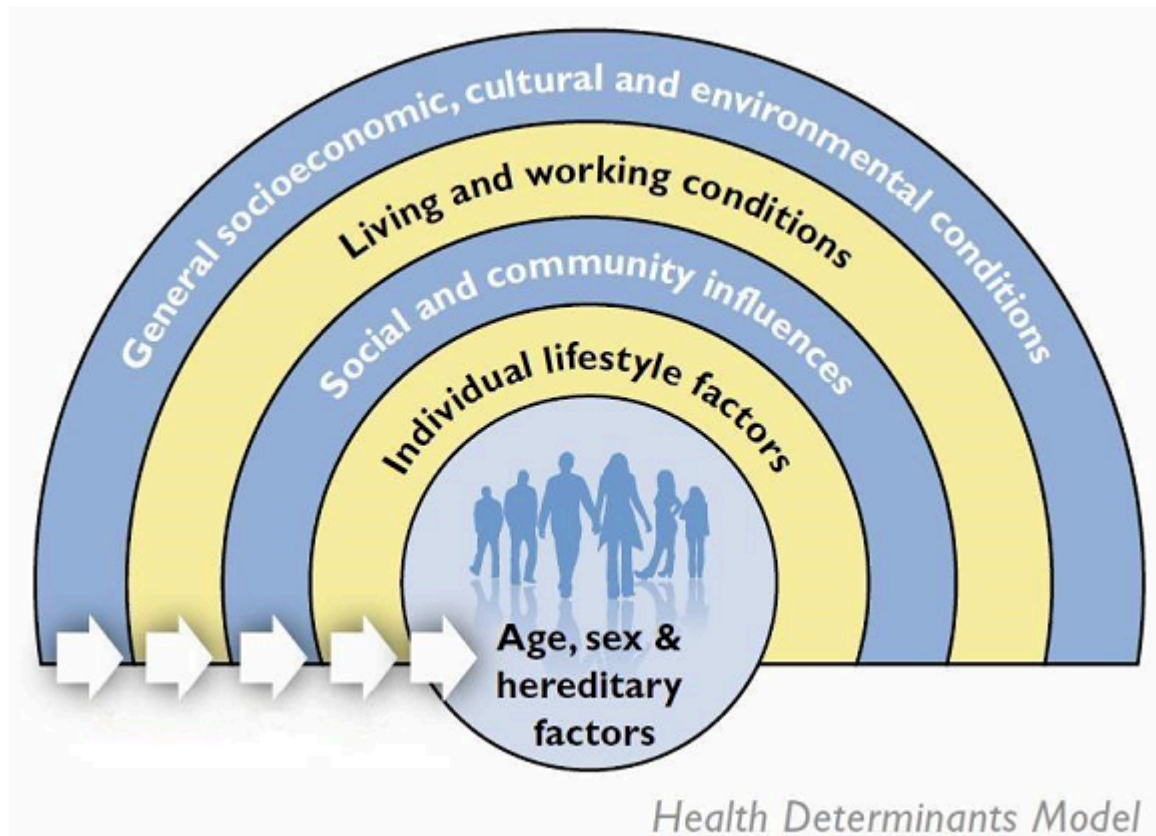 General socioeconomic, cultural and environmental conditions
Living and working conditions
Social and community influences
Individual lifestyle factors
Age, sex &
hereditary
factors
Health Determinants Model